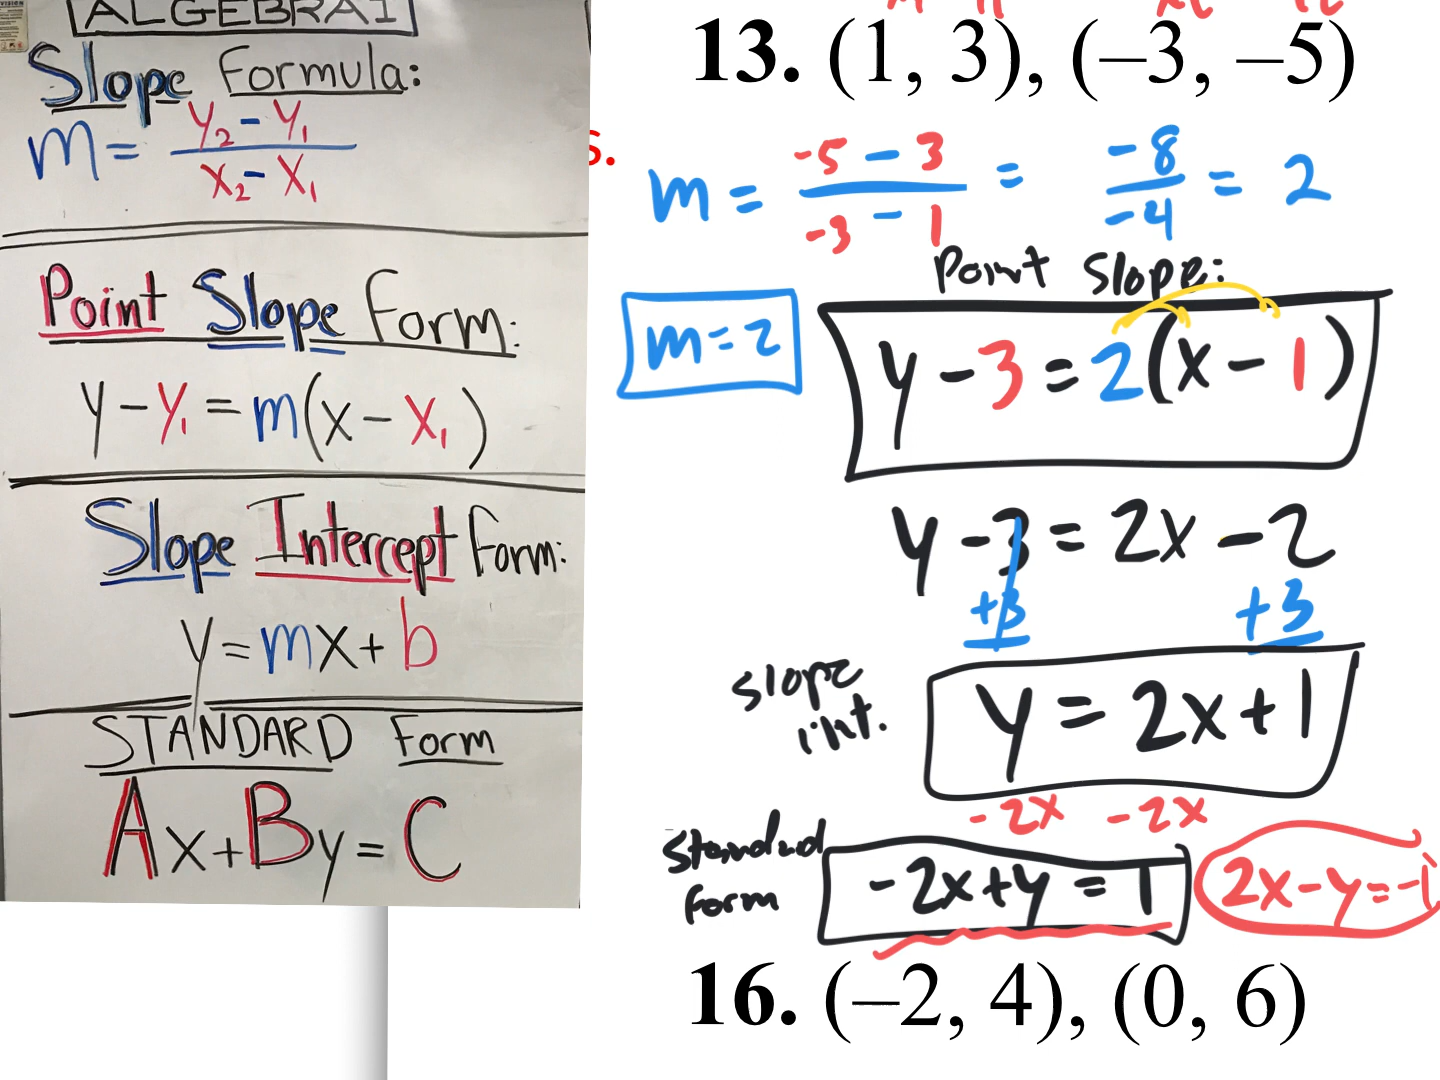 ALGEBRA 1
Slope Formula:
m = y₂ - y₁ / x₂ - x₁
Point Slope form:
y - y₁ = m(x - x₁)
Slope Intercept form:
y = mx + b
STANDARD Form
Ax + By = C
s.
13. (1, 3), (–3, –5)
m = -5 - 3 / -3 - 1 = -8 / -4 = 2
Point Slope:
m = 2
y - 3 = 2(x - 1)
y - 3 = 2x - 2
+3 +3
slope int.
y = 2x + 1
-2x -2x
Standard form
-2x + y = 1
2x - y = -1
16. (–2, 4), (0, 6)